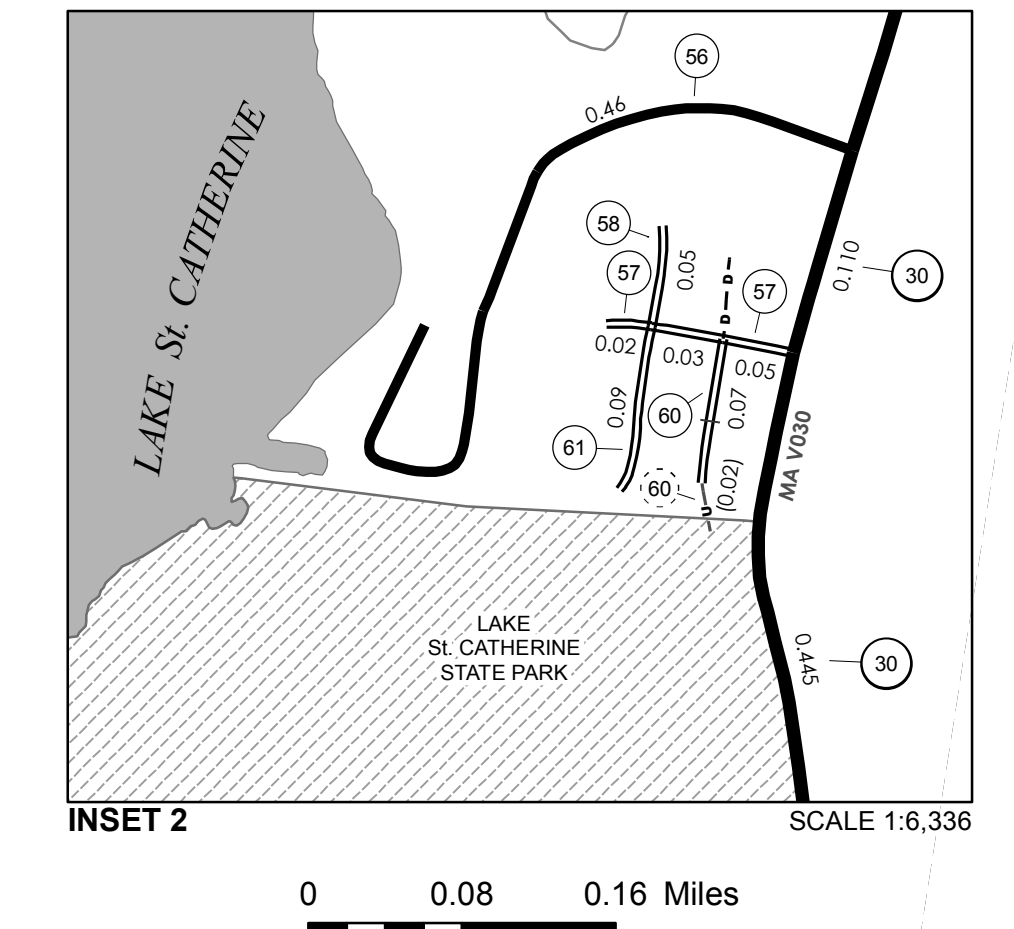 56
0.46
LAKE St. CATHERINE
58
0.05
57
D D
57
0.110
30
0.02
0.03
0.05
0.09
60
0.07
61
60
(0.02)
U
MA V030
LAKE
St. CATHERINE
STATE PARK
0.445
30
INSET 2
SCALE 1:6,336
0 0.08 0.16 Miles